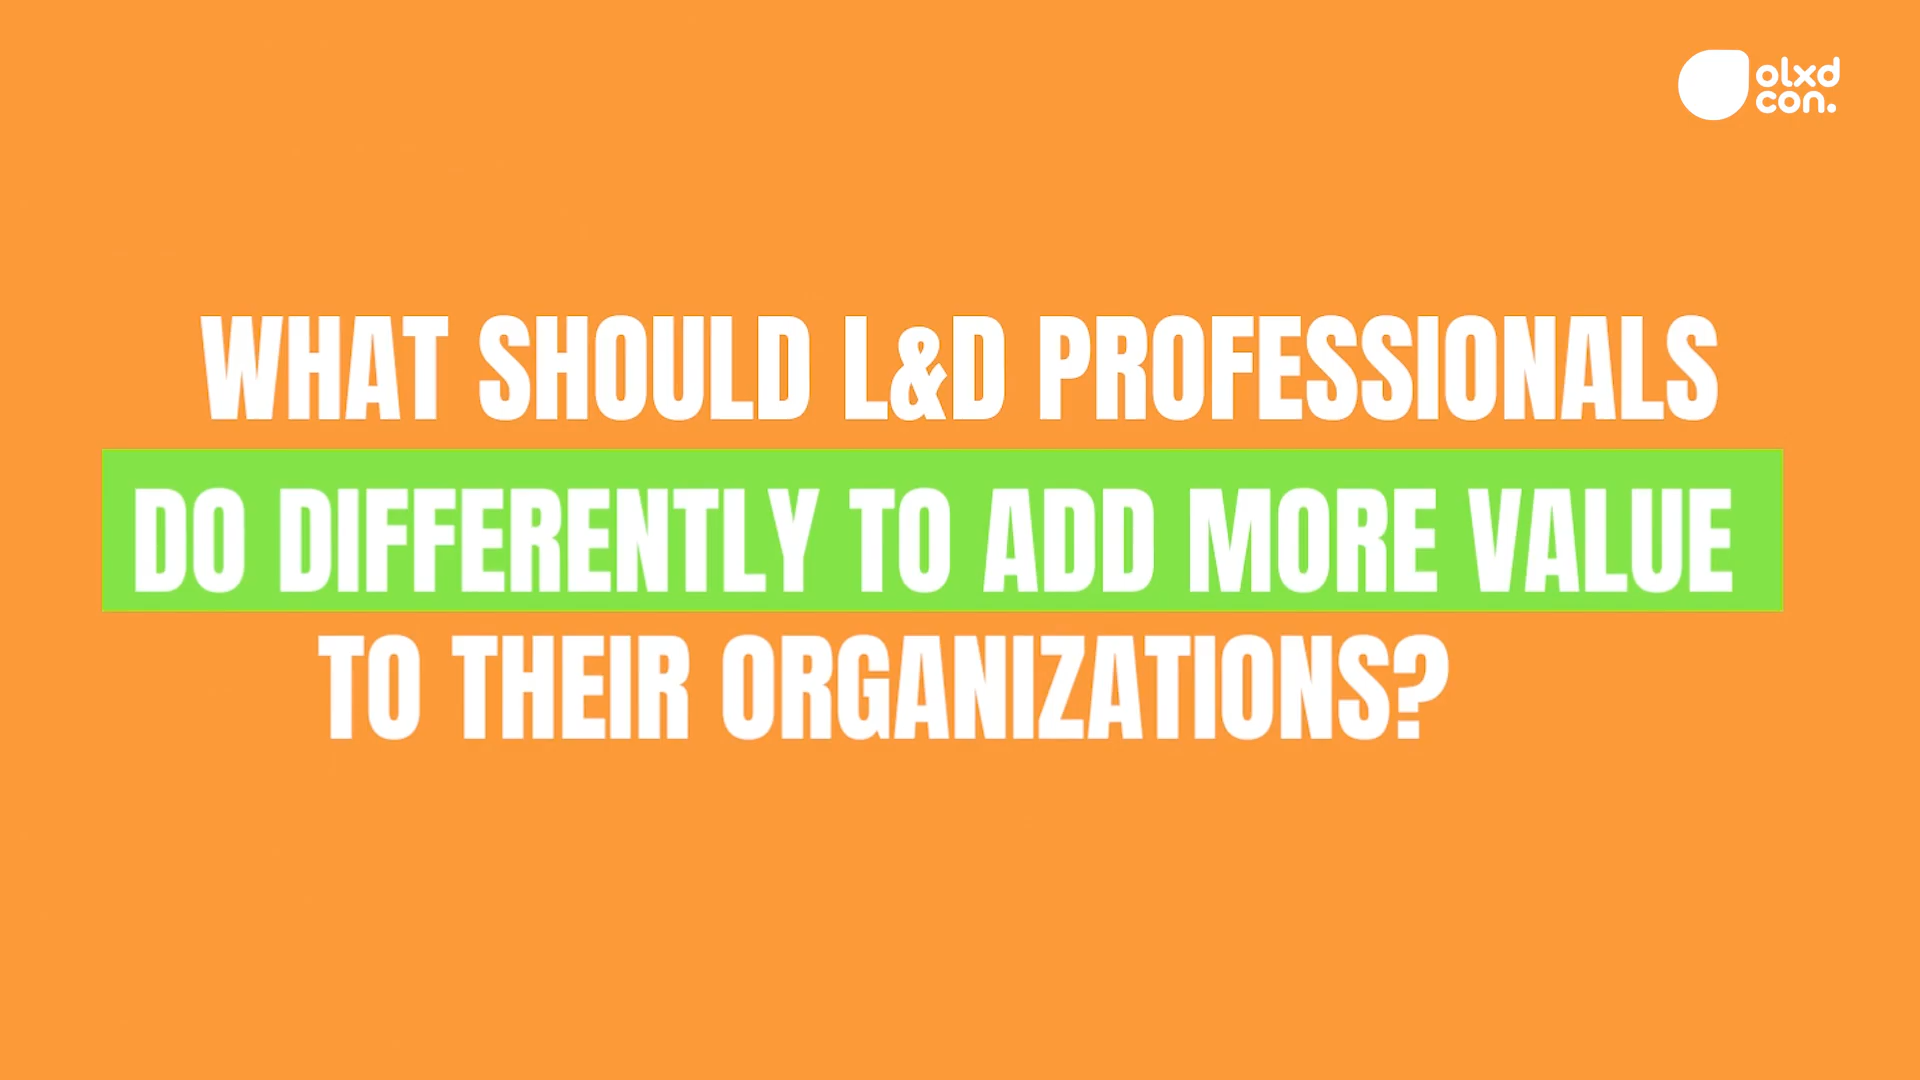 olxd
con.
WHAT SHOULD L&D PROFESSIONALS
DO DIFFERENTLY TO ADD MORE VALUE
TO THEIR ORGANIZATIONS?